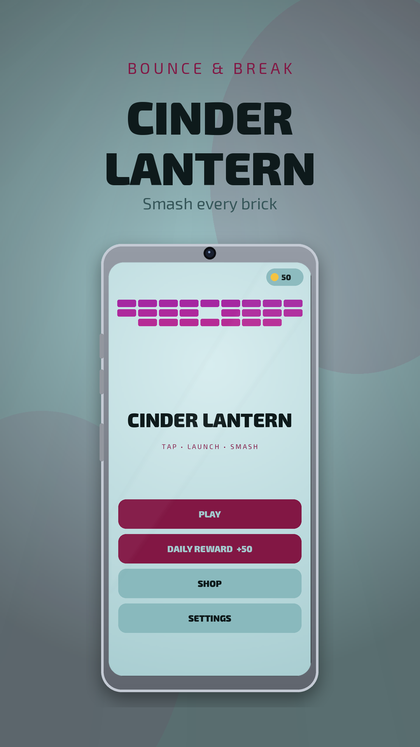 BOUNCE & BREAK
CINDER
LANTERN
Smash every brick
50
CINDER LANTERN
TAP • LAUNCH • SMASH
PLAY
DAILY REWARD +50
SHOP
SETTINGS